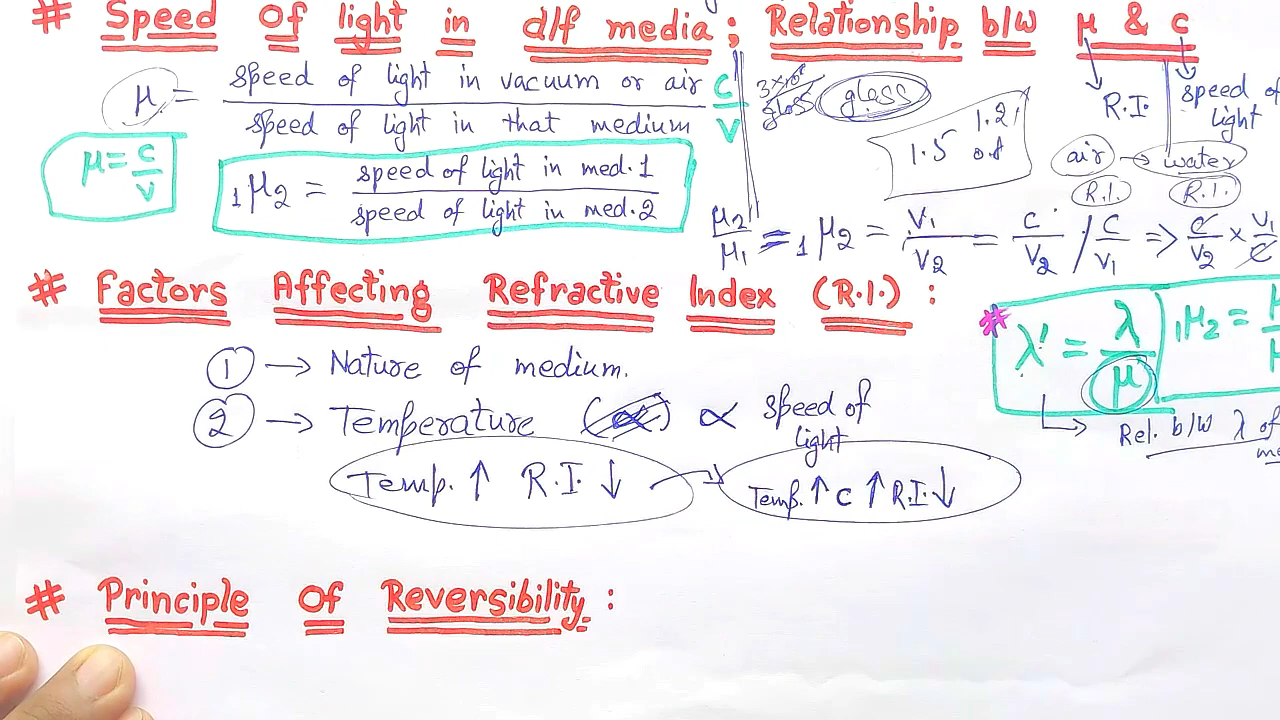 # Speed Of light in d/f media ; Relationship b/w μ & c
μ = speed of light in vacuum or air / speed of light in that medium
C/V
3×10⁸
glass
glass
1.5 1.2
R.I.
speed of light
air → water
R.I. R.I.
μ = c/v
₁μ₂ = speed of light in med.1 / speed of light in med.2
μ₂/μ₁ = ₁μ₂ = V₁/V₂ = C/V₂ / C/V₁ => C/V₂ × V₁/C
# Factors Affecting Refractive Index (R.I.) :
① → Nature of medium.
② → Temperature (∝) ∝ speed of light
Temp. ↑ R.I. ↓ → Temp. ↑ C ↑ R.I. ↓
# λ' = λ/μ
₁μ₂ =
Rel. b/w λ of
# Principle Of Reversibility :